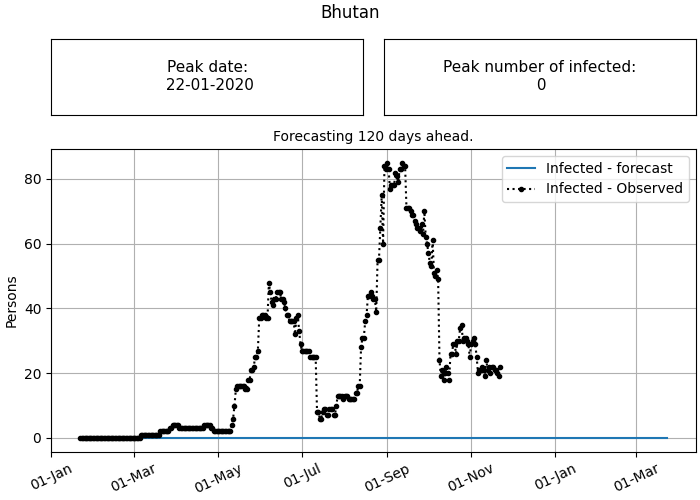 Bhutan
Peak date:
22-01-2020
Peak number of infected:
0
Forecasting 120 days ahead.
Infected - forecast
Infected - Observed
Persons
80
60
40
20
0
01-Jan
01-Mar
01-May
01-Jul
01-Sep
01-Nov
01-Jan
01-Mar